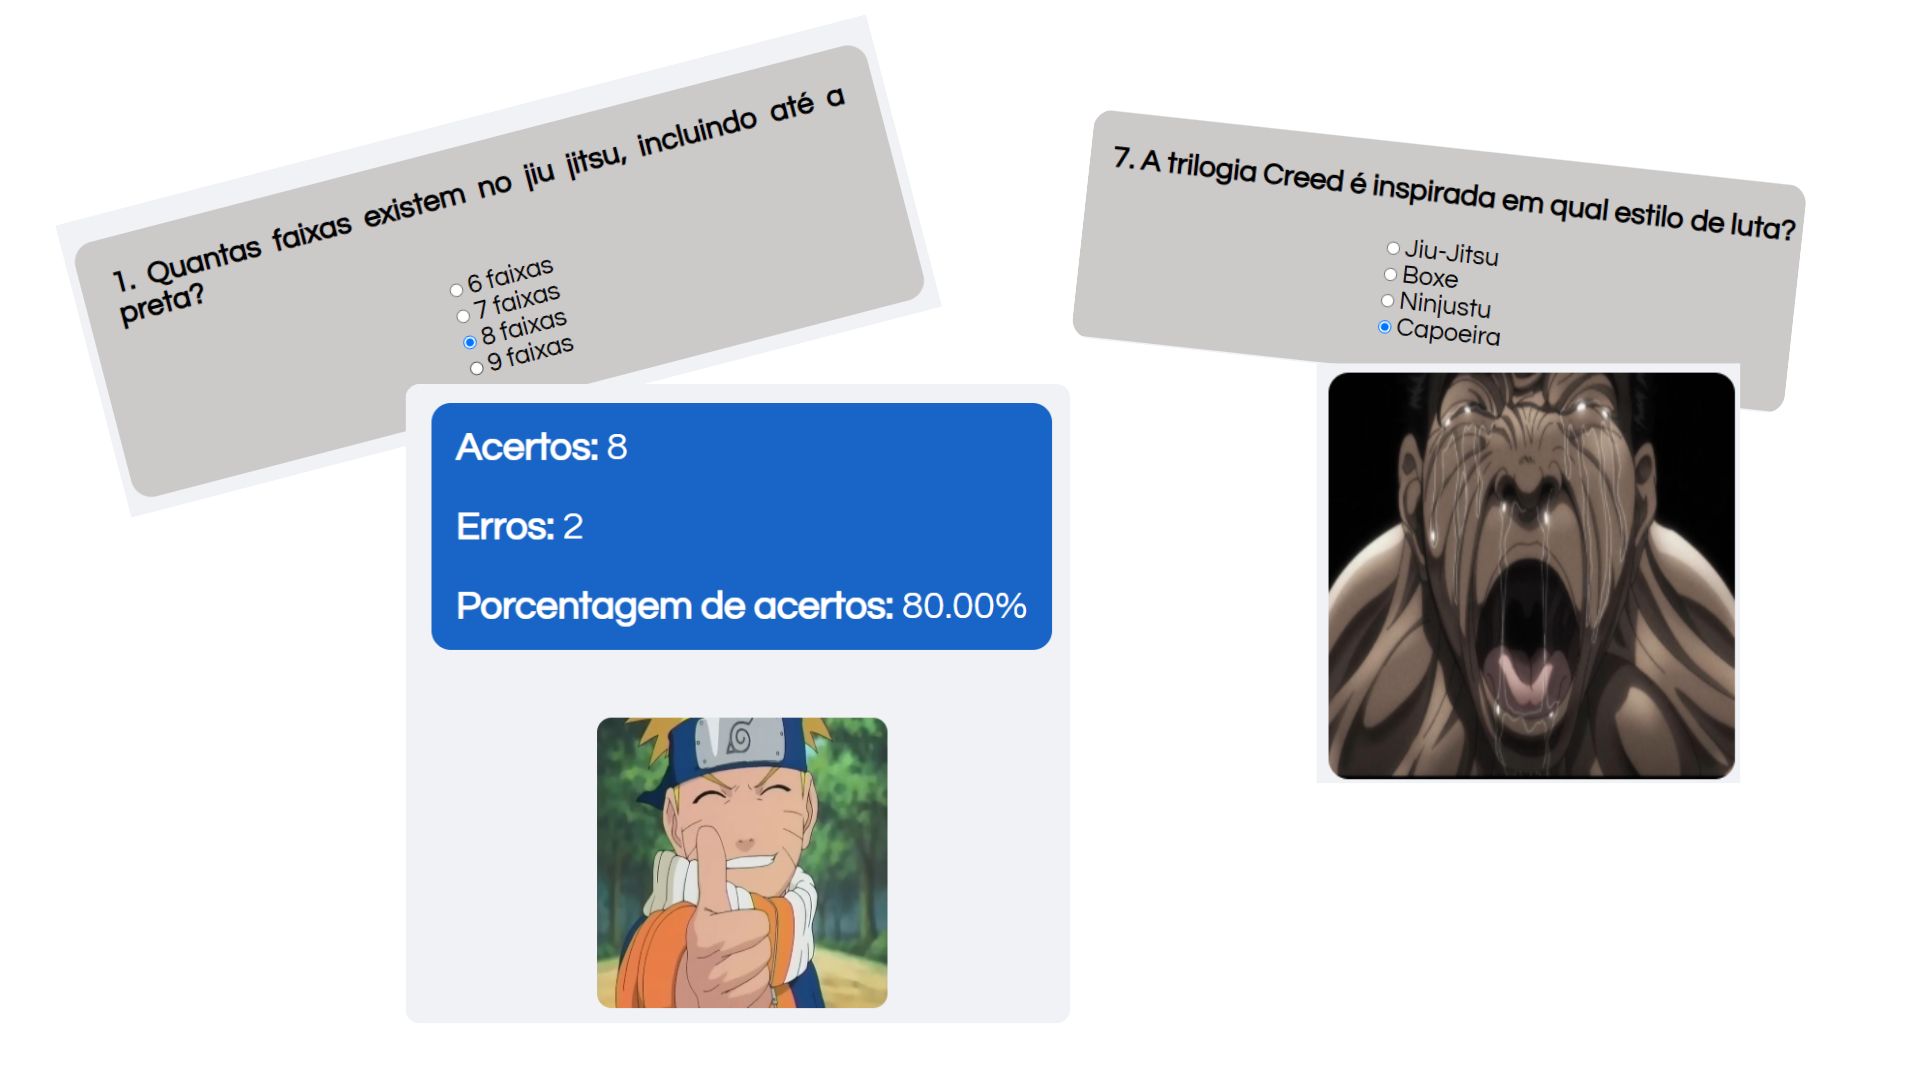 1. Quantas faixas existem no jiu jitsu, incluindo até a
preta?
6 faixas
7 faixas
8 faixas
9 faixas
7. A trilogia Creed é inspirada em qual estilo de luta?
Jiu-Jitsu
Boxe
Ninjustu
Capoeira
Acertos: 8
Erros: 2
Porcentagem de acertos: 80.00%